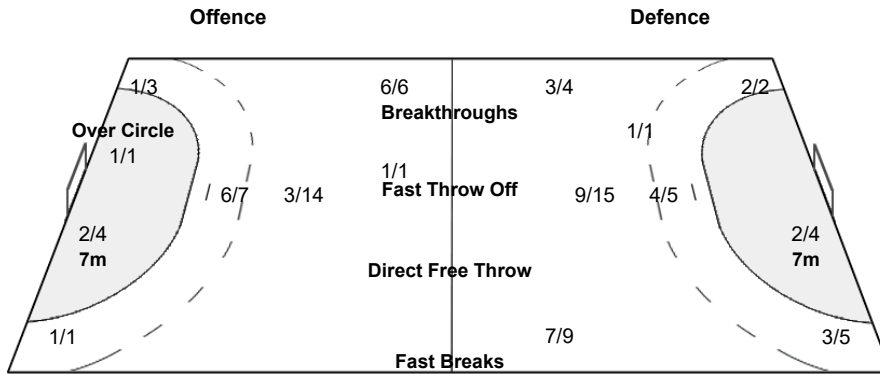 Offence Defence
1/3 6/6 3/4 2/2
Breakthroughs
Over Circle 1/1
1/1
1/1
6/7 3/14 Fast Throw Off 9/15 4/5
2/4 2/4
7m 7m
Direct Free Throw
1/1 7/9 3/5
Fast Breaks